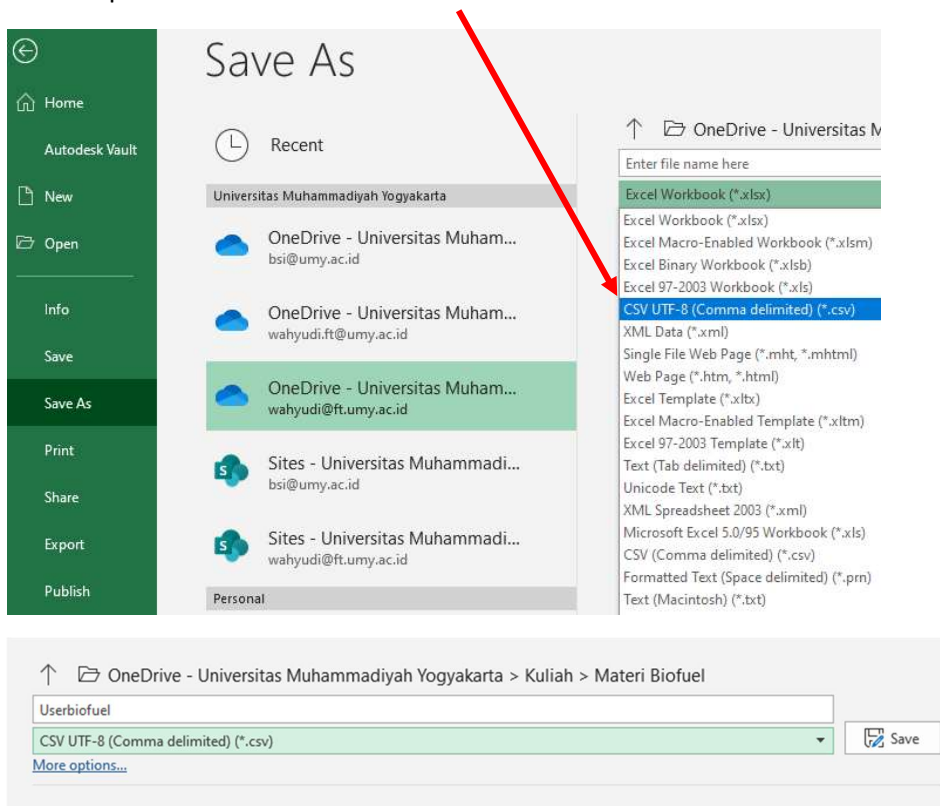 Save As
Home
Autodesk Vault
New
Open
Info
Save
Save As
Print
Share
Export
Publish
Recent
Universitas Muhammadiyah Yogyakarta
OneDrive - Universitas Muham...
bsi@umy.ac.id
OneDrive - Universitas Muham...
wahyudi.ft@umy.ac.id
OneDrive - Universitas Muham...
wahyudi@ft.umy.ac.id
Sites - Universitas Muhammadi...
bsi@umy.ac.id
Sites - Universitas Muhammadi...
wahyudi@ft.umy.ac.id
Personal
OneDrive - Universitas M
Enter file name here
Excel Workbook (*.xlsx)
Excel Workbook (*.xlsx)
Excel Macro-Enabled Workbook (*.xlsm)
Excel Binary Workbook (*.xlsb)
Excel 97-2003 Workbook (*.xls)
CSV UTF-8 (Comma delimited) (*.csv)
XML Data (*.xml)
Single File Web Page (*.mht, *.mhtml)
Web Page (*.htm, *.html)
Excel Template (*.xltx)
Excel Macro-Enabled Template (*.xltm)
Excel 97-2003 Template (*.xlt)
Text (Tab delimited) (*.txt)
Unicode Text (*.txt)
XML Spreadsheet 2003 (*.xml)
Microsoft Excel 5.0/95 Workbook (*.xls)
CSV (Comma delimited) (*.csv)
Formatted Text (Space delimited) (*.prn)
Text (Macintosh) (*.txt)
OneDrive - Universitas Muhammadiyah Yogyakarta > Kuliah > Materi Biofuel
Userbiofuel
CSV UTF-8 (Comma delimited) (*.csv)
Save
More options...